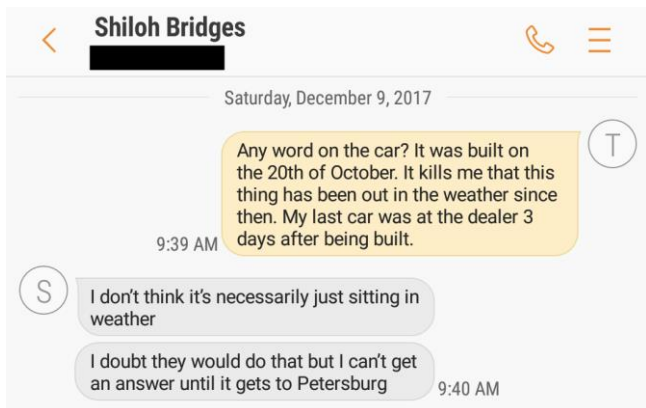 Shiloh Bridges
Saturday, December 9, 2017
T
Any word on the car? It was built on
the 20th of October. It kills me that this
thing has been out in the weather since
then. My last car was at the dealer 3
days after being built.
9:39 AM
S
I don't think it's necessarily just sitting in
weather
I doubt they would do that but I can't get
an answer until it gets to Petersburg
9:40 AM